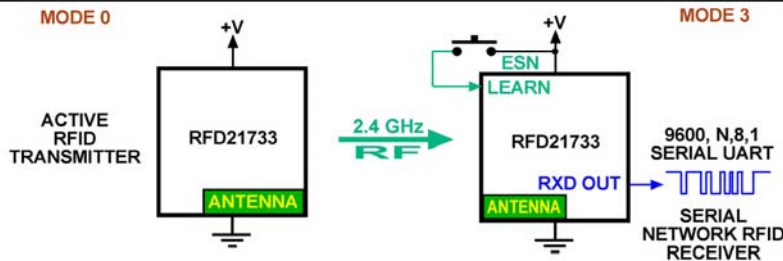 MODE 0
MODE 3
+V
+V
ESN
LEARN
ACTIVE
RFID
TRANSMITTER
RFD21733
2.4 GHz
RF
RFD21733
9600, N,8,1
SERIAL UART
RXD OUT
ANTENNA
ANTENNA
SERIAL
NETWORK RFID
RECEIVER